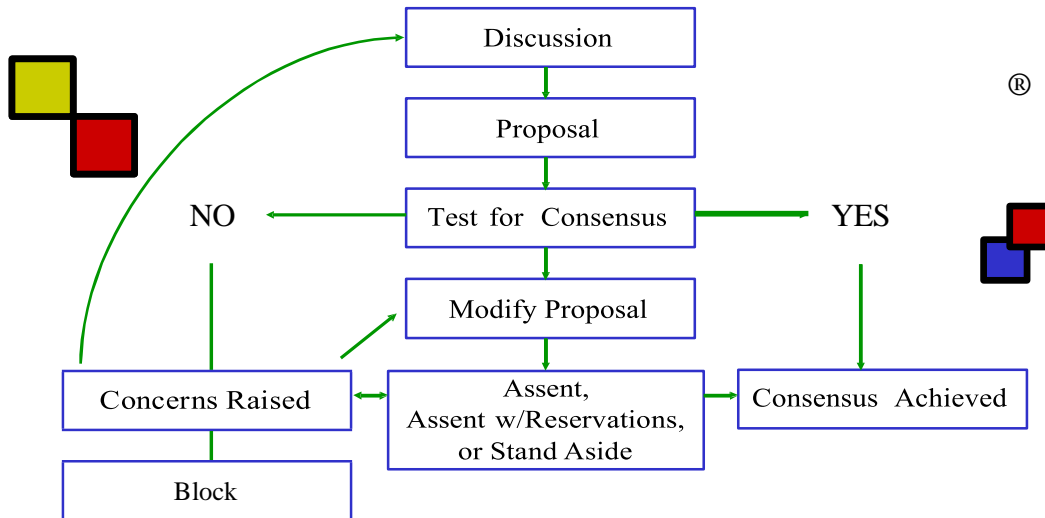 Discussion
®
Proposal
NO
Test for Consensus
YES
Modify Proposal
Concerns Raised
Assent,
Assent w/Reservations,
or Stand Aside
Consensus Achieved
Block